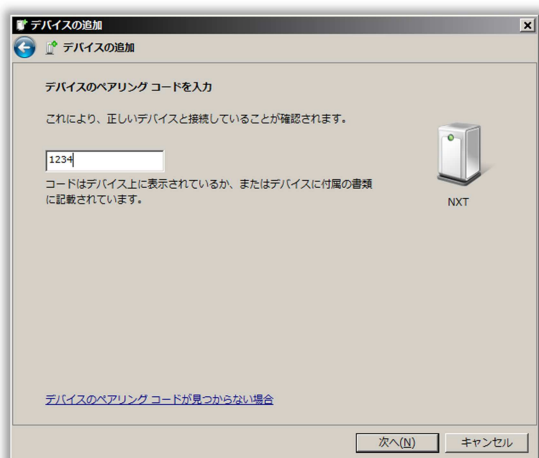 デバイスの追加
デバイスの追加
デバイスのペアリング コードを入力
これにより、正しいデバイスと接続していることが確認されます。
1234
コードはデバイス上に表示されているか、またはデバイスに付属の書類
に記載されています。
NXT
デバイスのペアリング コードが見つからない場合
次へ(N)
キャンセル